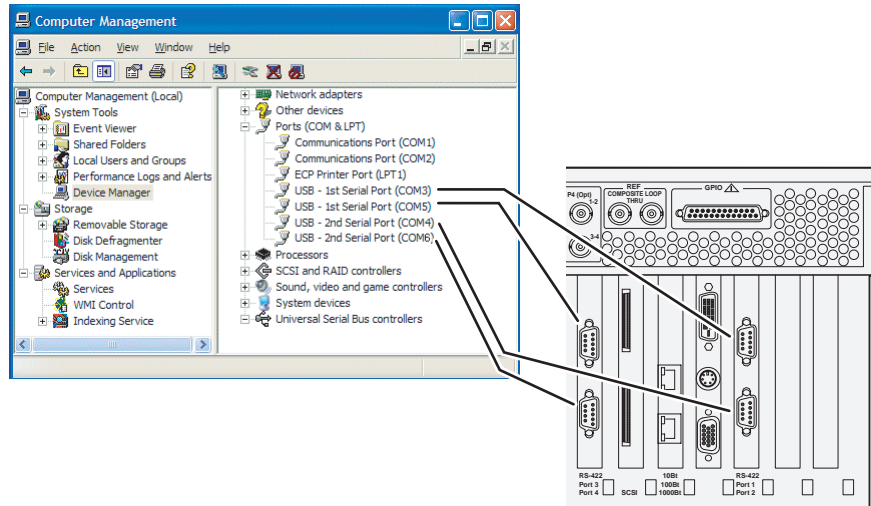 Computer Management
File Action View Window Help
Computer Management (Local)
System Tools
Event Viewer
Shared Folders
Local Users and Groups
Performance Logs and Alerts
Device Manager
Storage
Removable Storage
Disk Defragmenter
Disk Management
Services and Applications
Services
WMI Control
Indexing Service
Network adapters
Other devices
Ports (COM & LPT)
Communications Port (COM1)
Communications Port (COM2)
ECP Printer Port (LPT1)
USB - 1st Serial Port (COM3)
USB - 1st Serial Port (COM5)
USB - 2nd Serial Port (COM4)
USB - 2nd Serial Port (COM6)
Processors
SCSI and RAID controllers
Sound, video and game controllers
System devices
Universal Serial Bus controllers
P4 (Opt)
1-2
3-4
REF
COMPOSITE LOOP
THRU
GPIO
RS-422
Port 3
Port 4
SCSI
10Bt
100Bt
1000Bt
RS-422
Port 1
Port 2